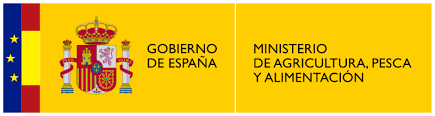 GOBIERNO
DE ESPAÑA
MINISTERIO
DE AGRICULTURA, PESCA
Y ALIMENTACIÓN